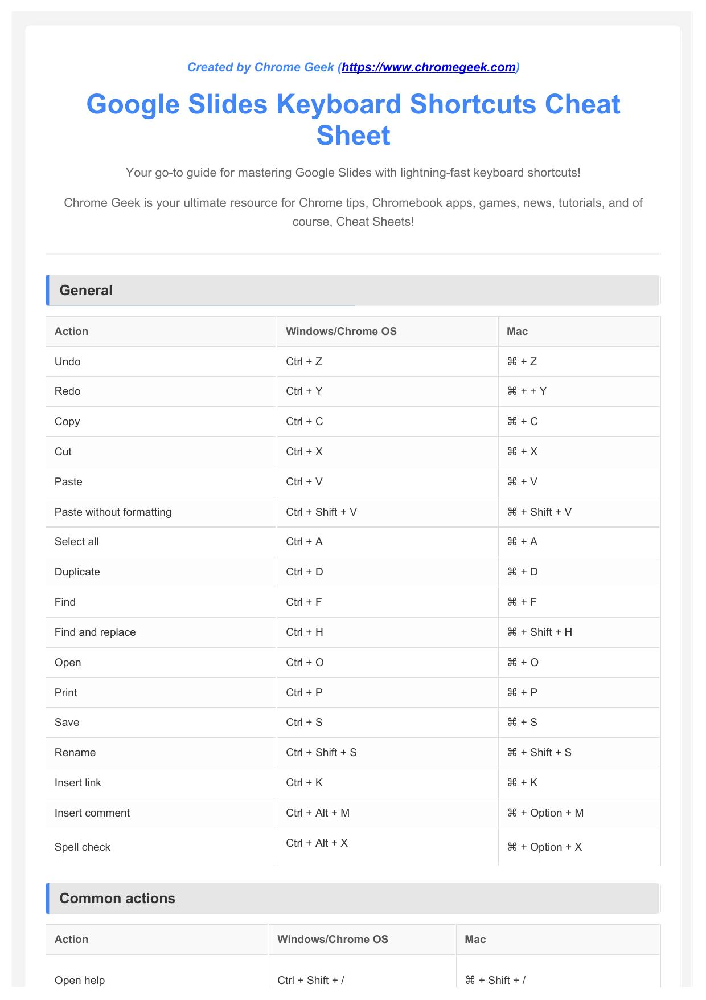 Created by Chrome Geek (https://www.chromegeek.com)
Google Slides Keyboard Shortcuts Cheat
Sheet
Your go-to guide for mastering Google Slides with lightning-fast keyboard shortcuts!
Chrome Geek is your ultimate resource for Chrome tips, Chromebook apps, games, news, tutorials, and of
course, Cheat Sheets!
General
Action Windows/Chrome OS Mac
Undo Ctrl + Z ⌘ + Z
Redo Ctrl + Y ⌘ + + Y
Copy Ctrl + C ⌘ + C
Cut Ctrl + X ⌘ + X
Paste Ctrl + V ⌘ + V
Paste without formatting Ctrl + Shift + V ⌘ + Shift + V
Select all Ctrl + A ⌘ + A
Duplicate Ctrl + D ⌘ + D
Find Ctrl + F ⌘ + F
Find and replace Ctrl + H ⌘ + Shift + H
Open Ctrl + O ⌘ + O
Print Ctrl + P ⌘ + P
Save Ctrl + S ⌘ + S
Rename Ctrl + Shift + S ⌘ + Shift + S
Insert link Ctrl + K ⌘ + K
Insert comment Ctrl + Alt + M ⌘ + Option + M
Spell check Ctrl + Alt + X ⌘ + Option + X
Common actions
Action Windows/Chrome OS Mac
Open help Ctrl + Shift + / ⌘ + Shift + /